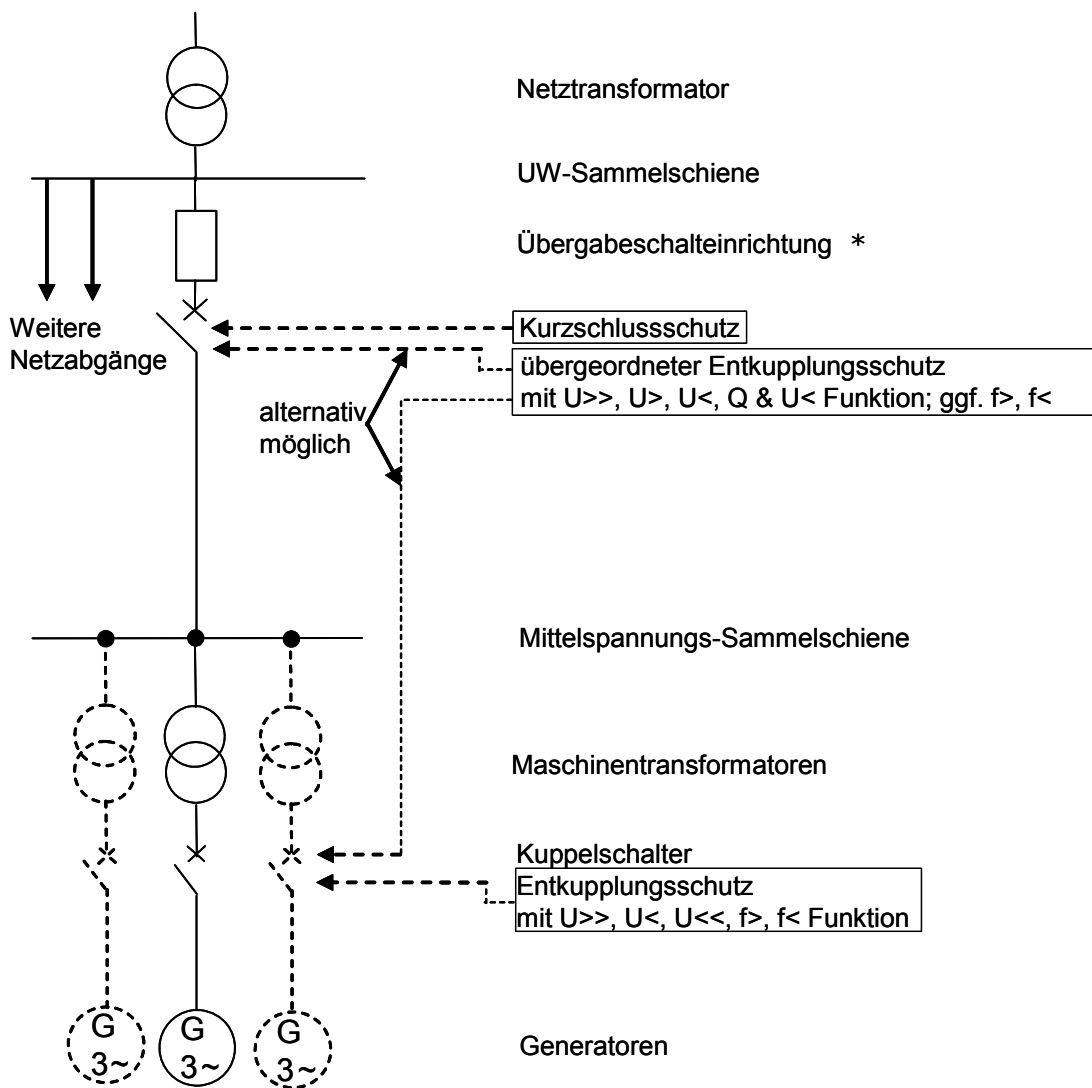 Netztransformator
UW-Sammelschiene
Übergabeschalteinrichtung *
Weitere
Netzabgänge
Kurzschlussschutz
übergeordneter Entkupplungsschutz
mit U>>, U>, U<, Q & U< Funktion; ggf. f>, f<
alternativ
möglich
Mittelspannungs-Sammelschiene
Maschinentransformatoren
Kuppelschalter
Entkupplungsschutz
mit U>>, U<, U<<, f>, f< Funktion
G
3~
G
3~
G
3~
Generatoren